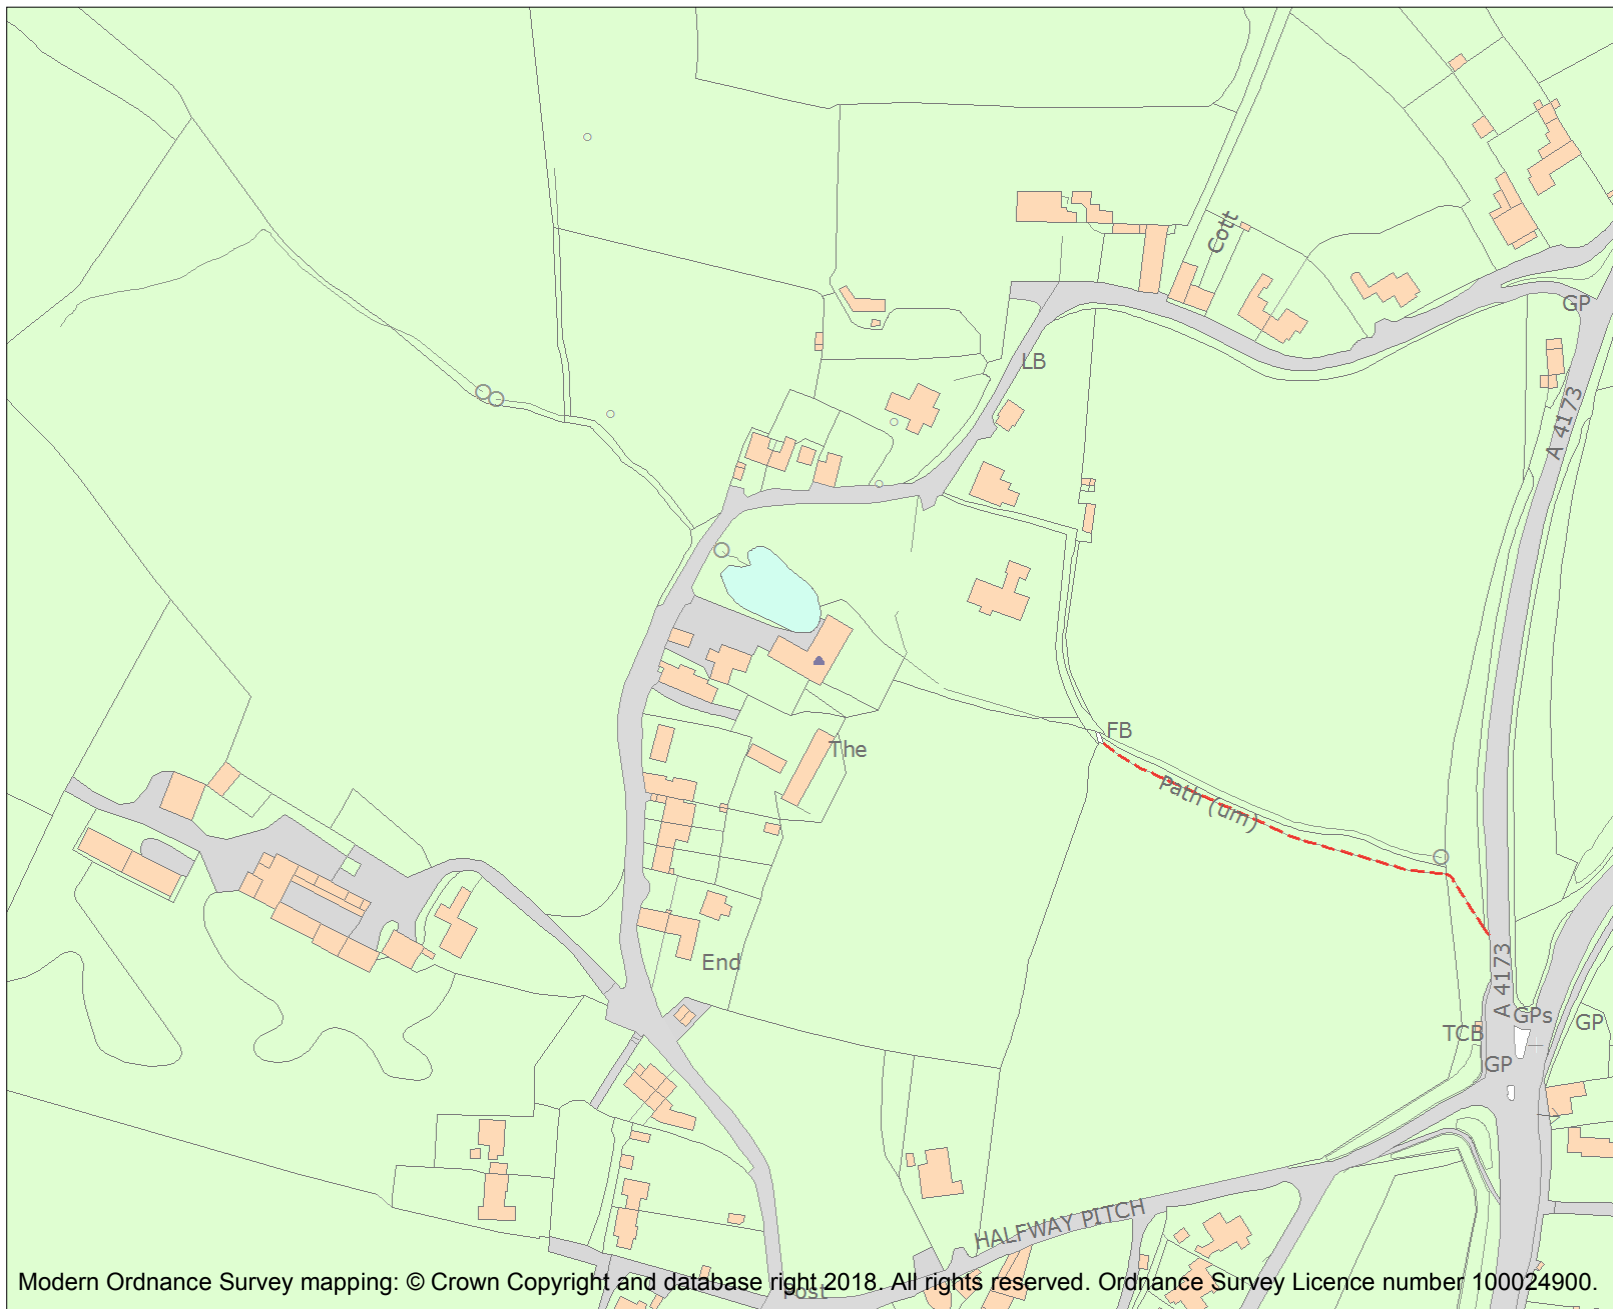 Cott
GP
LB
A 4173
FB
The
Path (um)
End
A 4173
GPs
GP
TCB
GP
HALFWAY PITCH
Post
Modern Ordnance Survey mapping: © Crown Copyright and database right 2018. All rights reserved. Ordnance Survey Licence number 100024900.